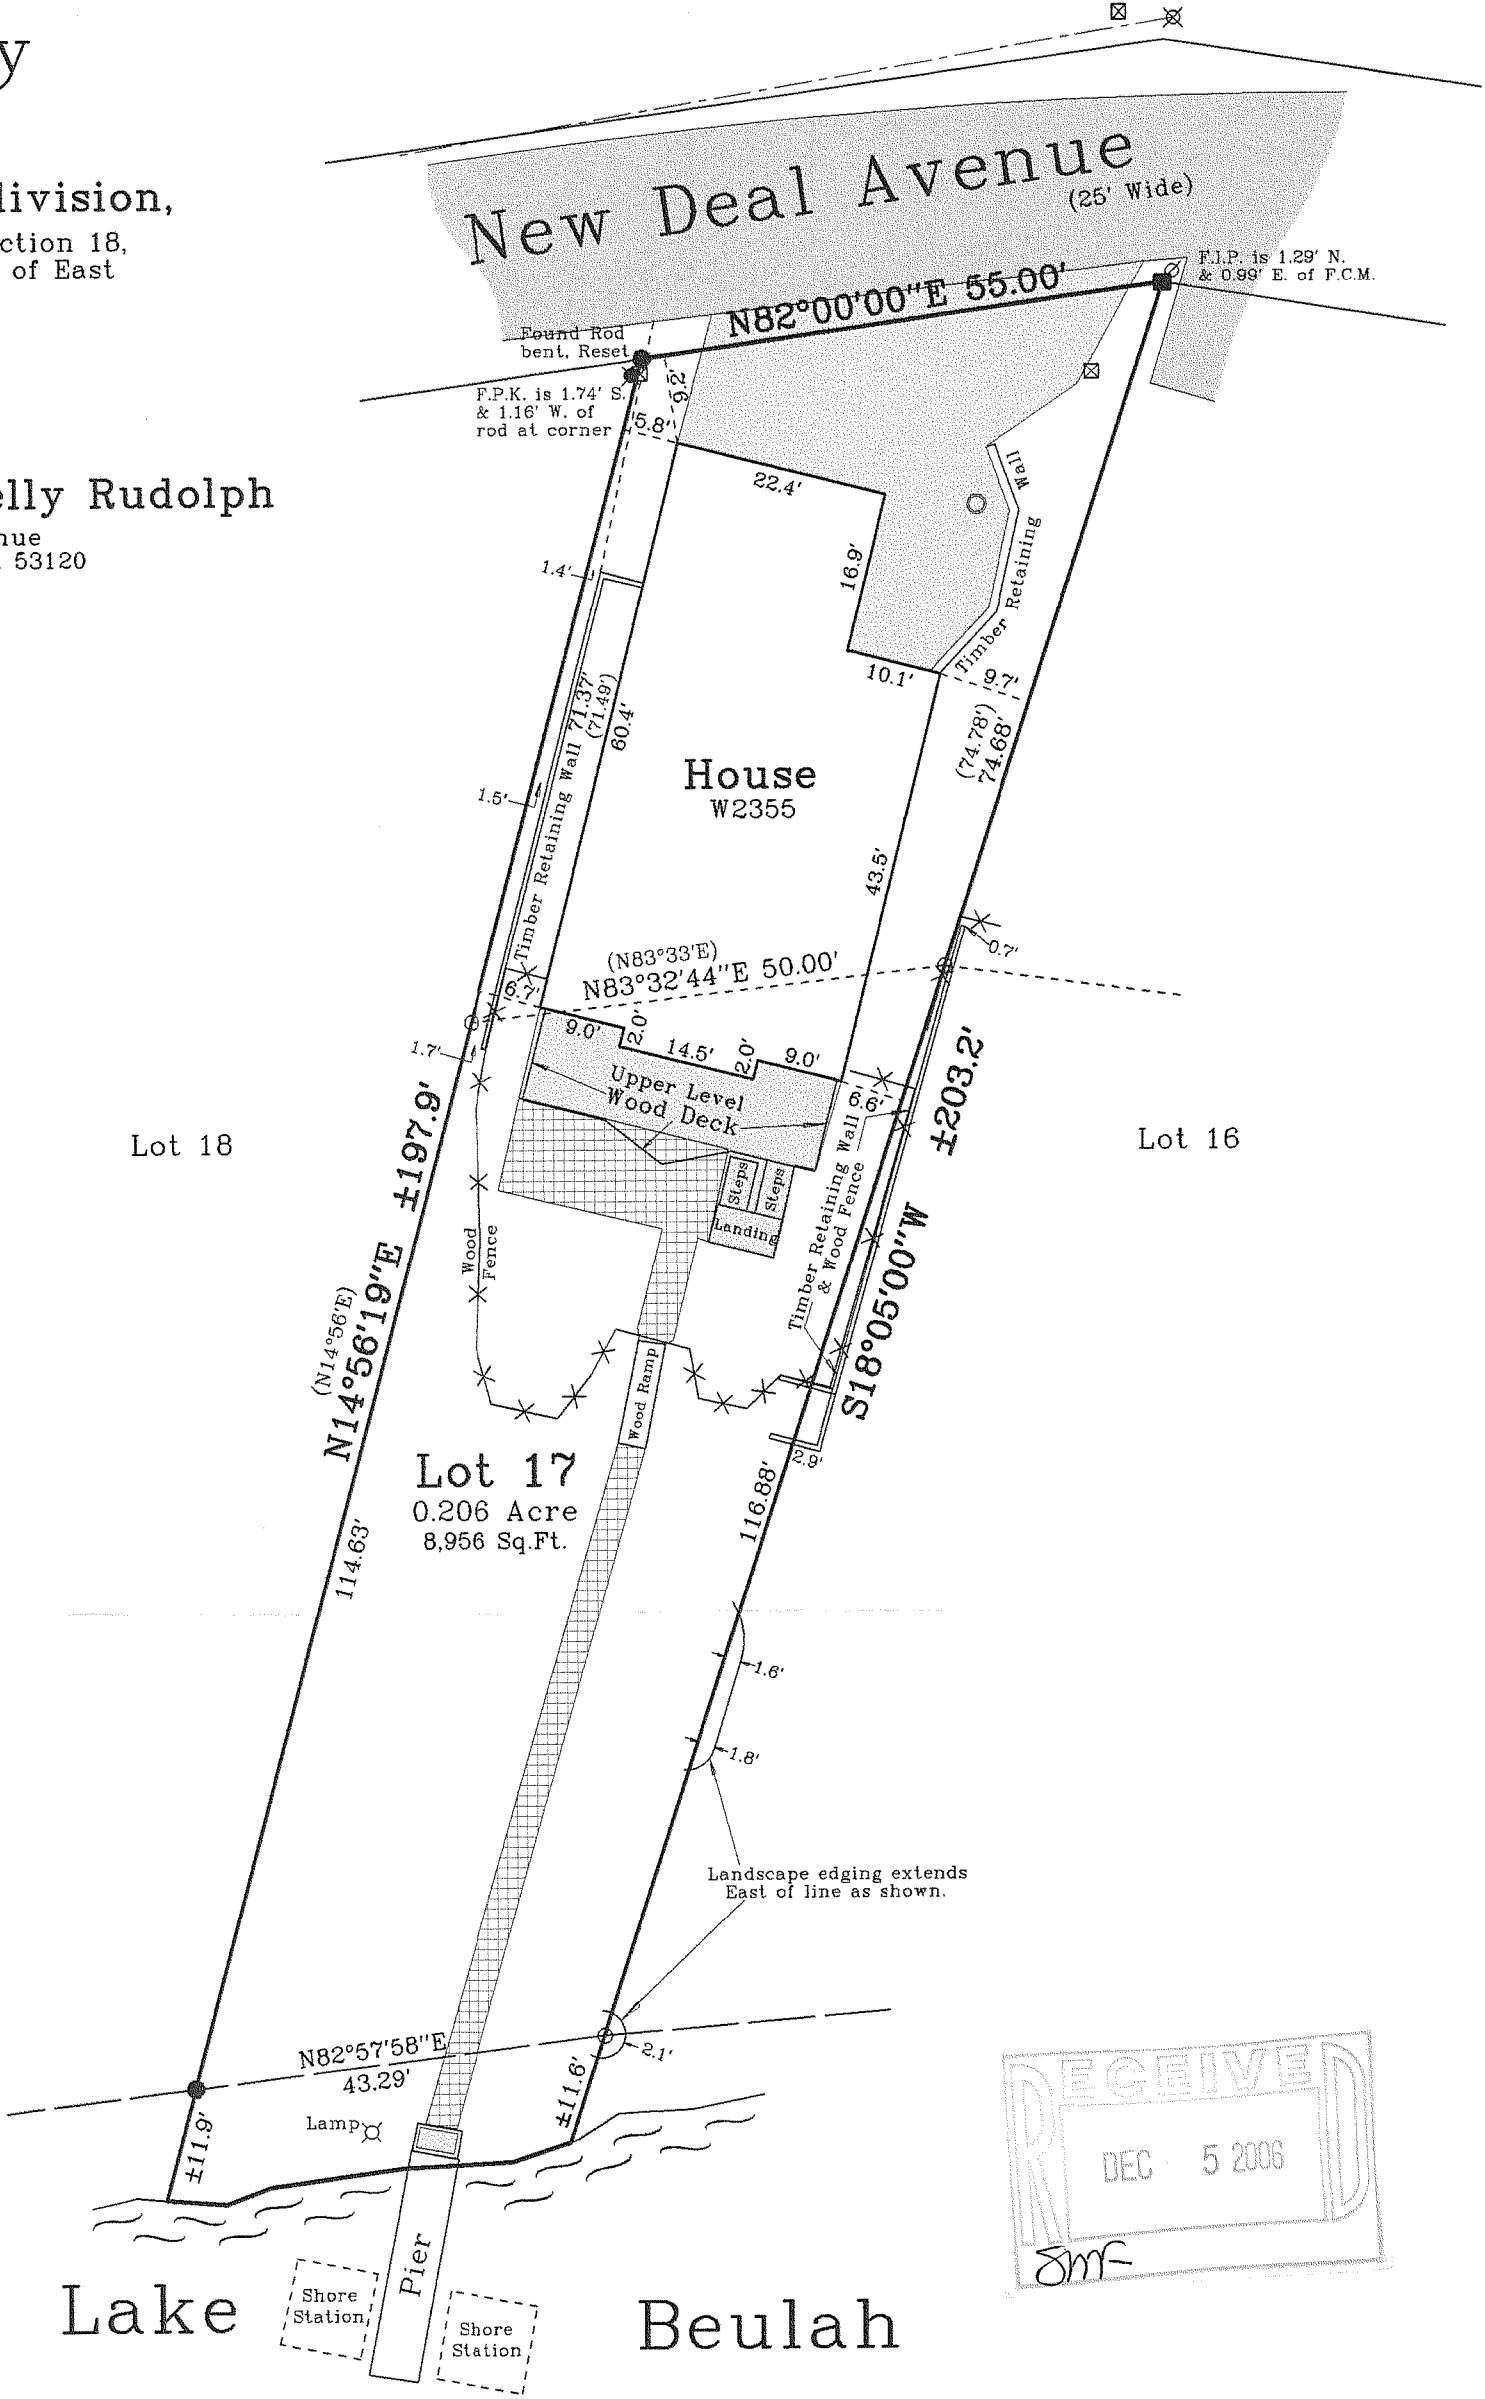 y
division,
ction 18,
of East
elly Rudolph
nue
53120
New Deal Avenue
(25' Wide)
F.I.P. is 1.29' N.
& 0.99' E. of F.C.M.
N82°00'00"E 55.00'
Found Rod
bent, Reset
F.P.K. is 1.74' S.
& 1.16' W. of
rod at corner
9.2'
5.8'
22.4'
Wall
Timber Retaining
16.9'
1.4'
10.1'
9.7'
71.37'
(71.49')
60.4'
(74.78')
74.68'
House
W2355
1.5'
Timber Retaining Wall
43.5'
0.7'
(N83°33'E)
N83°32'44"E 50.00'
6.7'
9.0'
2.0'
14.5'
2.0'
9.0'
1.7'
Upper Level
Wood Deck
6.6'
±203.2'
±197.9'
Lot 18
Lot 16
Steps
Steps
Landing
Wood
Fence
Timber Retaining Wall
& Wood Fence
S18°05'00"W
(N14°56'E)
N14°56'19"E
Wood Ramp
Lot 17
0.206 Acre
8,956 Sq.Ft.
2.9'
116.88'
114.63'
1.6'
1.8'
Landscape edging extends
East of line as shown.
N82°57'58"E
43.29'
2.1'
±11.6'
±11.9'
Lamp
RECEIVED
DEC 5 2006
SMF
Pier
Shore
Station
Shore
Station
Lake Beulah